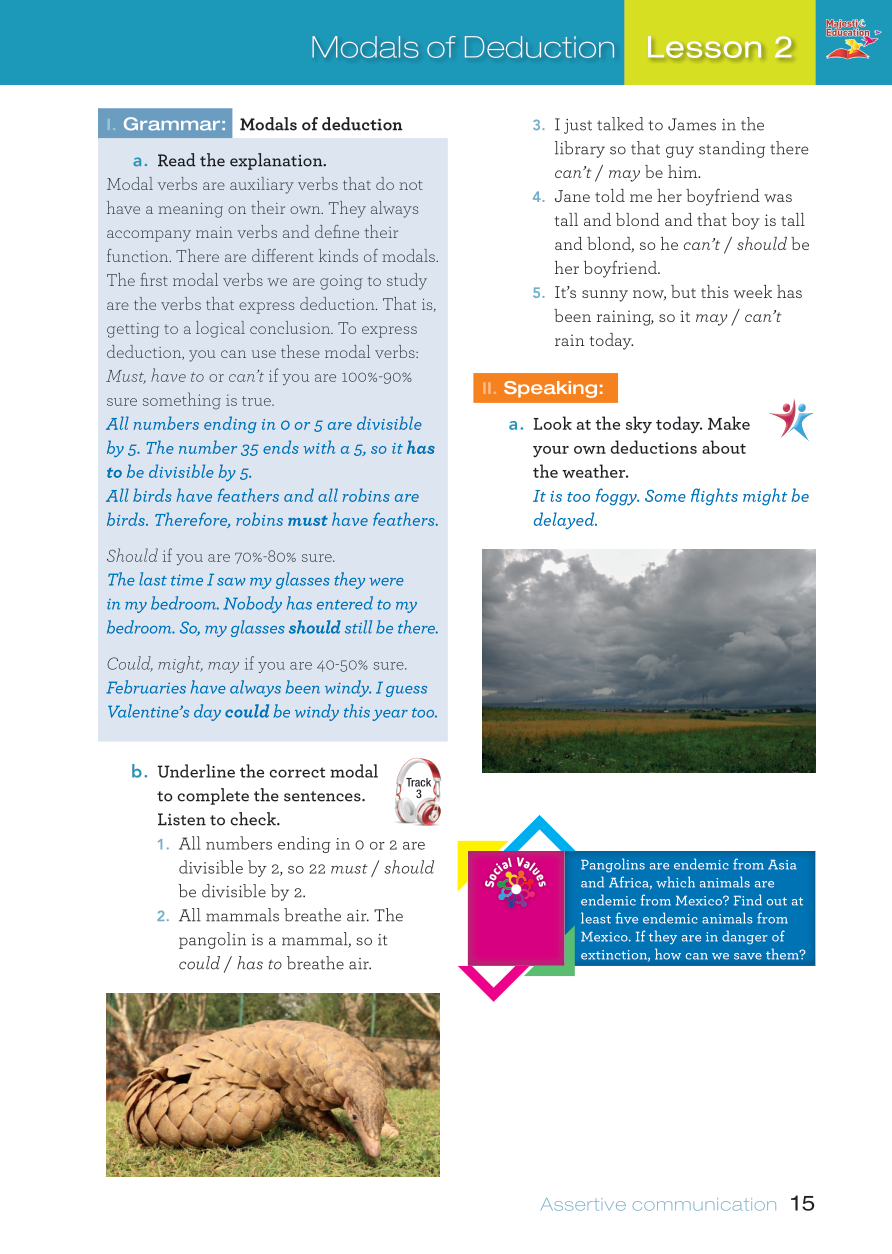 Modals of Deduction
Lesson 2
Majestic
Education
I. Grammar: Modals of deduction
a. Read the explanation.
Modal verbs are auxiliary verbs that do not
have a meaning on their own. They always
accompany main verbs and define their
function. There are different kinds of modals.
The first modal verbs we are going to study
are the verbs that express deduction. That is,
getting to a logical conclusion. To express
deduction, you can use these modal verbs:
Must, have to or can't if you are 100%-90%
sure something is true.
All numbers ending in 0 or 5 are divisible
by 5. The number 35 ends with a 5, so it has
to be divisible by 5.
All birds have feathers and all robins are
birds. Therefore, robins must have feathers.
Should if you are 70%-80% sure.
The last time I saw my glasses they were
in my bedroom. Nobody has entered to my
bedroom. So, my glasses should still be there.
Could, might, may if you are 40-50% sure.
Februaries have always been windy. I guess
Valentine's day could be windy this year too.
b. Underline the correct modal
to complete the sentences.
Listen to check.
Track
3
1. All numbers ending in 0 or 2 are
divisible by 2, so 22 must / should
be divisible by 2.
2. All mammals breathe air. The
pangolin is a mammal, so it
could / has to breathe air.
3. I just talked to James in the
library so that guy standing there
can't / may be him.
4. Jane told me her boyfriend was
tall and blond and that boy is tall
and blond, so he can't / should be
her boyfriend.
5. It's sunny now, but this week has
been raining, so it may / can't
rain today.
II. Speaking:
a. Look at the sky today. Make
your own deductions about
the weather.
It is too foggy. Some flights might be
delayed.
Social Values
Pangolins are endemic from Asia
and Africa, which animals are
endemic from Mexico? Find out at
least five endemic animals from
Mexico. If they are in danger of
extinction, how can we save them?
Assertive communication 15